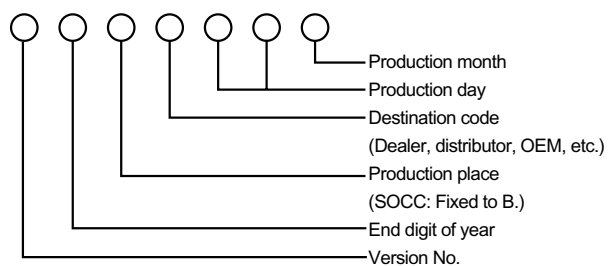 Production month
Production day
Destination code
(Dealer, distributor, OEM, etc.)
Production place
(SOCC: Fixed to B.)
End digit of year
Version No.